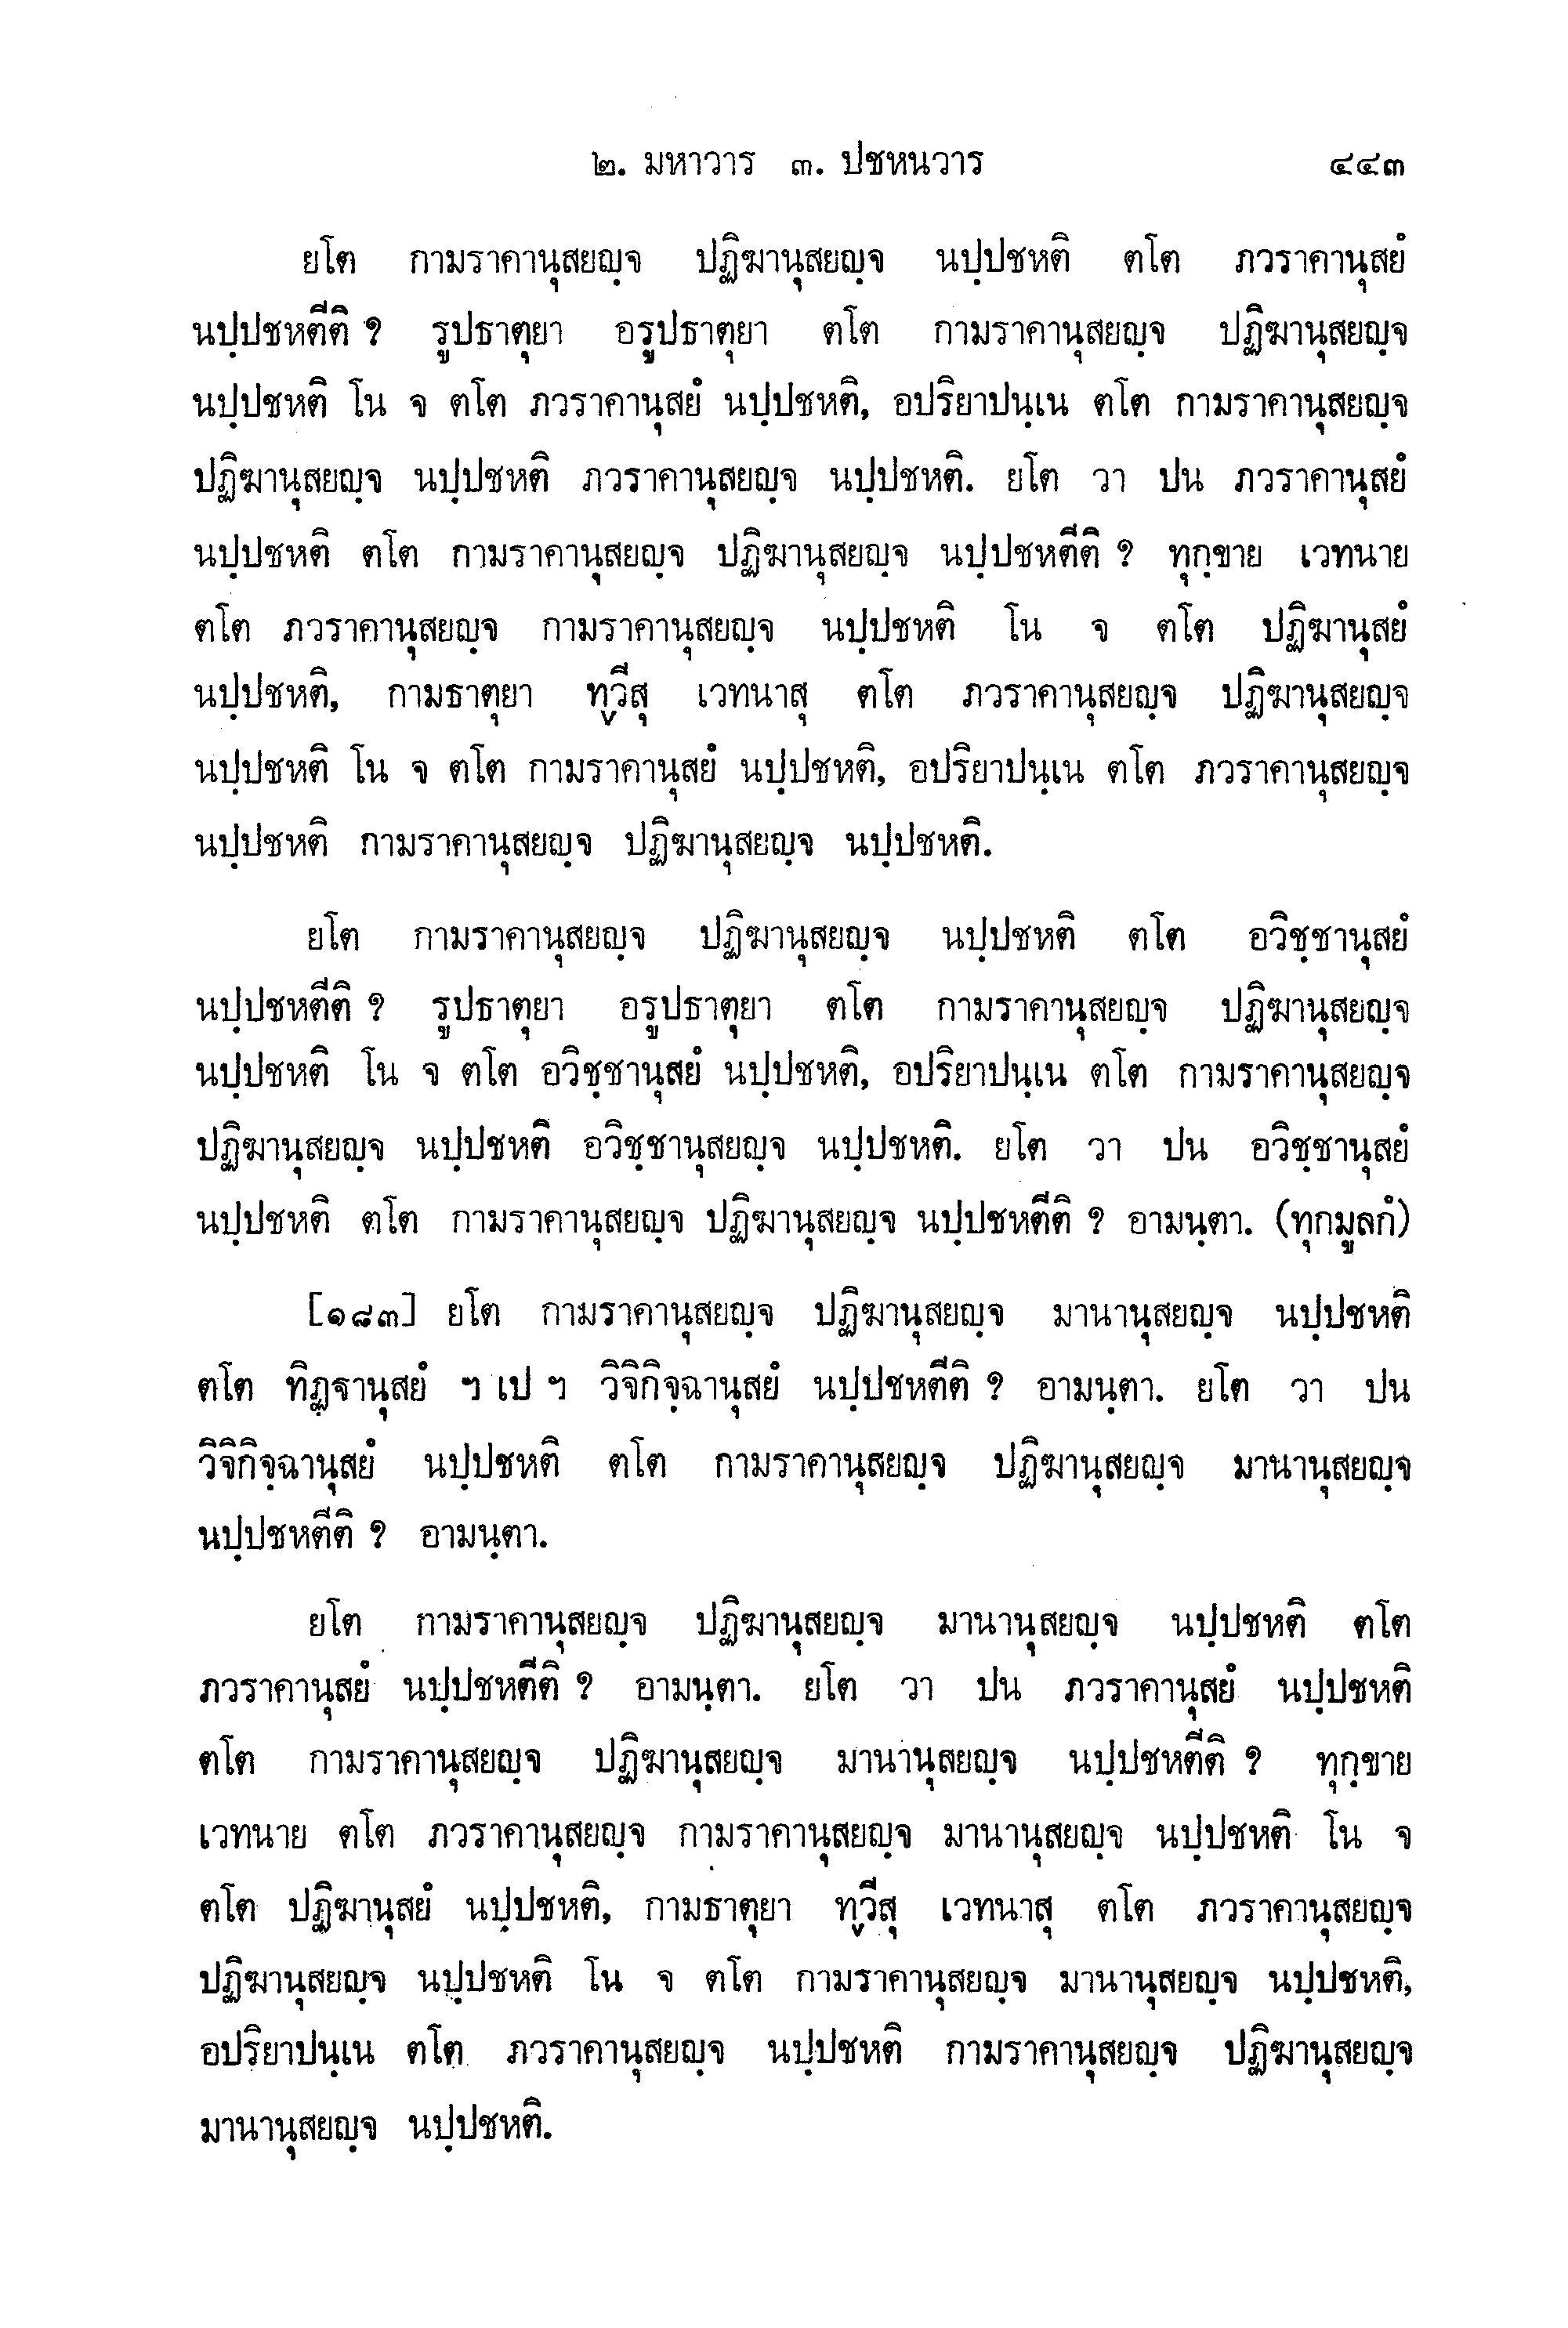 ๒. มหาวาร ๓. ปชหนวาร ๔๔๓
ยโต กามราคานุสยญฺจ ปฏิฆานุสยญฺจ นปฺปชหติ ตโต ภวราคานุสยํ
นปฺปชหตีติ ? รูปธาตุยา อรูปธาตุยา ตโต กามราคานุสยญฺจ ปฏิฆานุสยญฺจ
นปฺปชหติ โน จ ตโต ภวราคานุสยํ นปฺปชหติ, อปริยาปนฺเน ตโต กามราคานุสยญฺจ
ปฏิฆานุสยญฺจ นปฺปชหติ ภวราคานุสยญฺจ นปฺปชหติ. ยโต วา ปน ภวราคานุสยํ
นปฺปชหติ ตโต กามราคานุสยญฺจ ปฏิฆานุสยญฺจ นปฺปชหตีติ ? ทุกฺขาย เวทนาย
ตโต ภวราคานุสยญฺจ กามราคานุสยญฺจ นปฺปชหติ โน จ ตโต ปฏิฆานุสยํ
นปฺปชหติ, กามธาตุยา ทฺวีสุ เวทนาสุ ตโต ภวราคานุสยญฺจ ปฏิฆานุสยญฺจ
นปฺปชหติ โน จ ตโต กามราคานุสยํ นปฺปชหติ, อปริยาปนฺเน ตโต ภวราคานุสยญฺจ
นปฺปชหติ กามราคานุสยญฺจ ปฏิฆานุสยญฺจ นปฺปชหติ.
ยโต กามราคานุสยญฺจ ปฏิฆานุสยญฺจ นปฺปชหติ ตโต อวิชฺชานุสยํ
นปฺปชหตีติ ? รูปธาตุยา อรูปธาตุยา ตโต กามราคานุสยญฺจ ปฏิฆานุสยญฺจ
นปฺปชหติ โน จ ตโต อวิชฺชานุสยํ นปฺปชหติ, อปริยาปนฺเน ตโต กามราคานุสยญฺจ
ปฏิฆานุสยญฺจ นปฺปชหติ อวิชฺชานุสยญฺจ นปฺปชหติ. ยโต วา ปน อวิชฺชานุสยํ
นปฺปชหติ ตโต กามราคานุสยญฺจ ปฏิฆานุสยญฺจ นปฺปชหตีติ ? อามนฺตา. (ทุกมูลกํ)
[๑๘๓] ยโต กามราคานุสยญฺจ ปฏิฆานุสยญฺจ มานานุสยญฺจ นปฺปชหติ
ตโต ทิฏฺฐานุสยํ ฯ เป ฯ วิจิกิจฺฉานุสยํ นปฺปชหตีติ ? อามนฺตา. ยโต วา ปน
วิจิกิจฺฉานุสยํ นปฺปชหติ ตโต กามราคานุสยญฺจ ปฏิฆานุสยญฺจ มานานุสยญฺจ
นปฺปชหตีติ ? อามนฺตา.
ยโต กามราคานุสยญฺจ ปฏิฆานุสยญฺจ มานานุสยญฺจ นปฺปชหติ ตโต
ภวราคานุสยํ นปฺปชหตีติ ? อามนฺตา. ยโต วา ปน ภวราคานุสยํ นปฺปชหติ
ตโต กามราคานุสยญฺจ ปฏิฆานุสยญฺจ มานานุสยญฺจ นปฺปชหตีติ ? ทุกฺขาย
เวทนาย ตโต ภวราคานุสยญฺจ กามราคานุสยญฺจ มานานุสยญฺจ นปฺปชหติ โน จ
ตโต ปฏิฆานุสยํ นปฺปชหติ, กามธาตุยา ทฺวีสุ เวทนาสุ ตโต ภวราคานุสยญฺจ
ปฏิฆานุสยญฺจ นปฺปชหติ โน จ ตโต กามราคานุสยญฺจ มานานุสยญฺจ นปฺปชหติ,
อปริยาปนฺเน ตโต ภวราคานุสยญฺจ นปฺปชหติ กามราคานุสยญฺจ ปฏิฆานุสยญฺจ
มานานุสยญฺจ นปฺปชหติ.